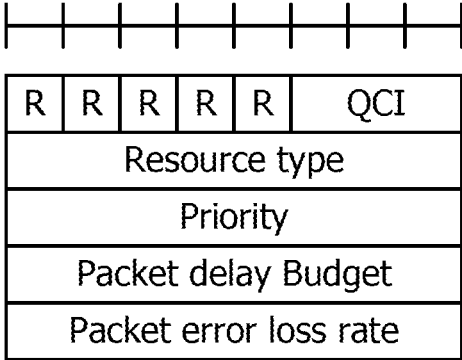 R R R R R QCI
Resource type
Priority
Packet delay Budget
Packet error loss rate